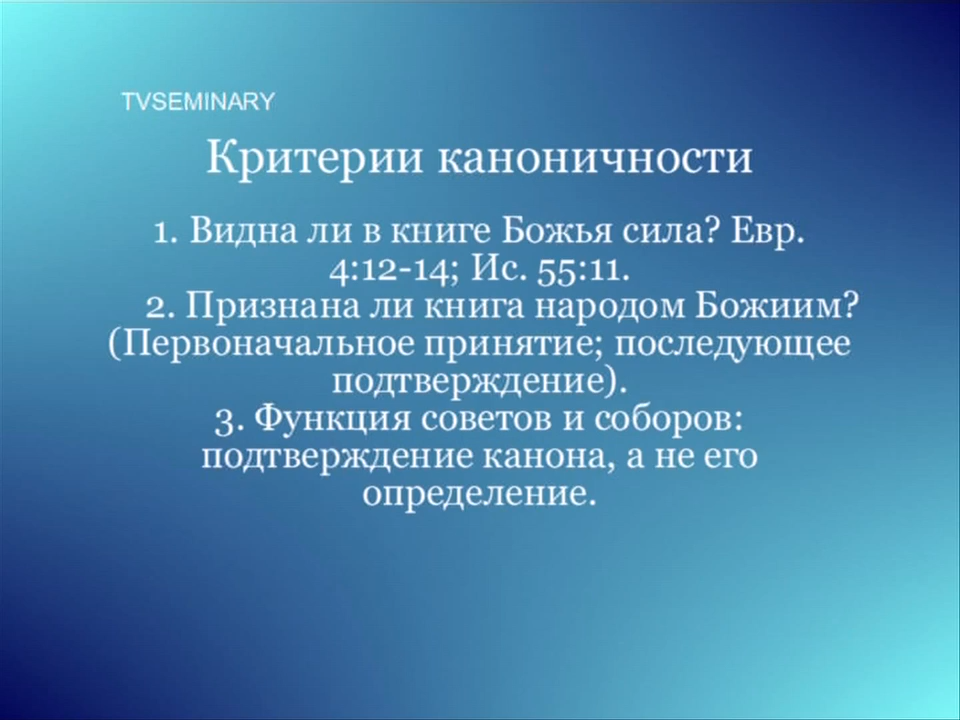 TVSEMINARY
Критерии каноничности
1. Видна ли в книге Божья сила? Евр.
4:12-14; Ис. 55:11.
2. Признана ли книга народом Божиим?
(Первоначальное принятие; последующее
подтверждение).
3. Функция советов и соборов:
подтверждение канона, а не его
определение.